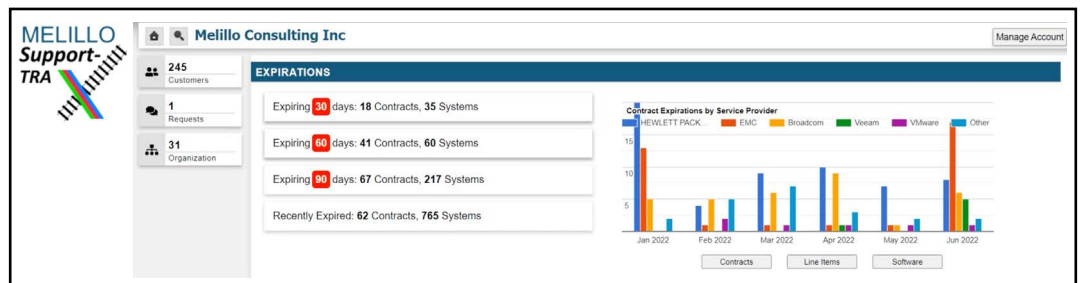 MELILLO
Support-
TRA
Melillo Consulting Inc
Manage Account
245
Customers
1
Requests
31
Organization
EXPIRATIONS
Expiring 30 days: 18 Contracts, 35 Systems
Expiring 60 days: 41 Contracts, 60 Systems
Expiring 90 days: 67 Contracts, 217 Systems
Recently Expired: 62 Contracts, 765 Systems
Contract Expirations by Service Provider
HEWLETT PACK... EMC Broadcom Veeam VMware Other
15
10
5
Jan 2022 Feb 2022 Mar 2022 Apr 2022 May 2022 Jun 2022
Contracts Line Items Software